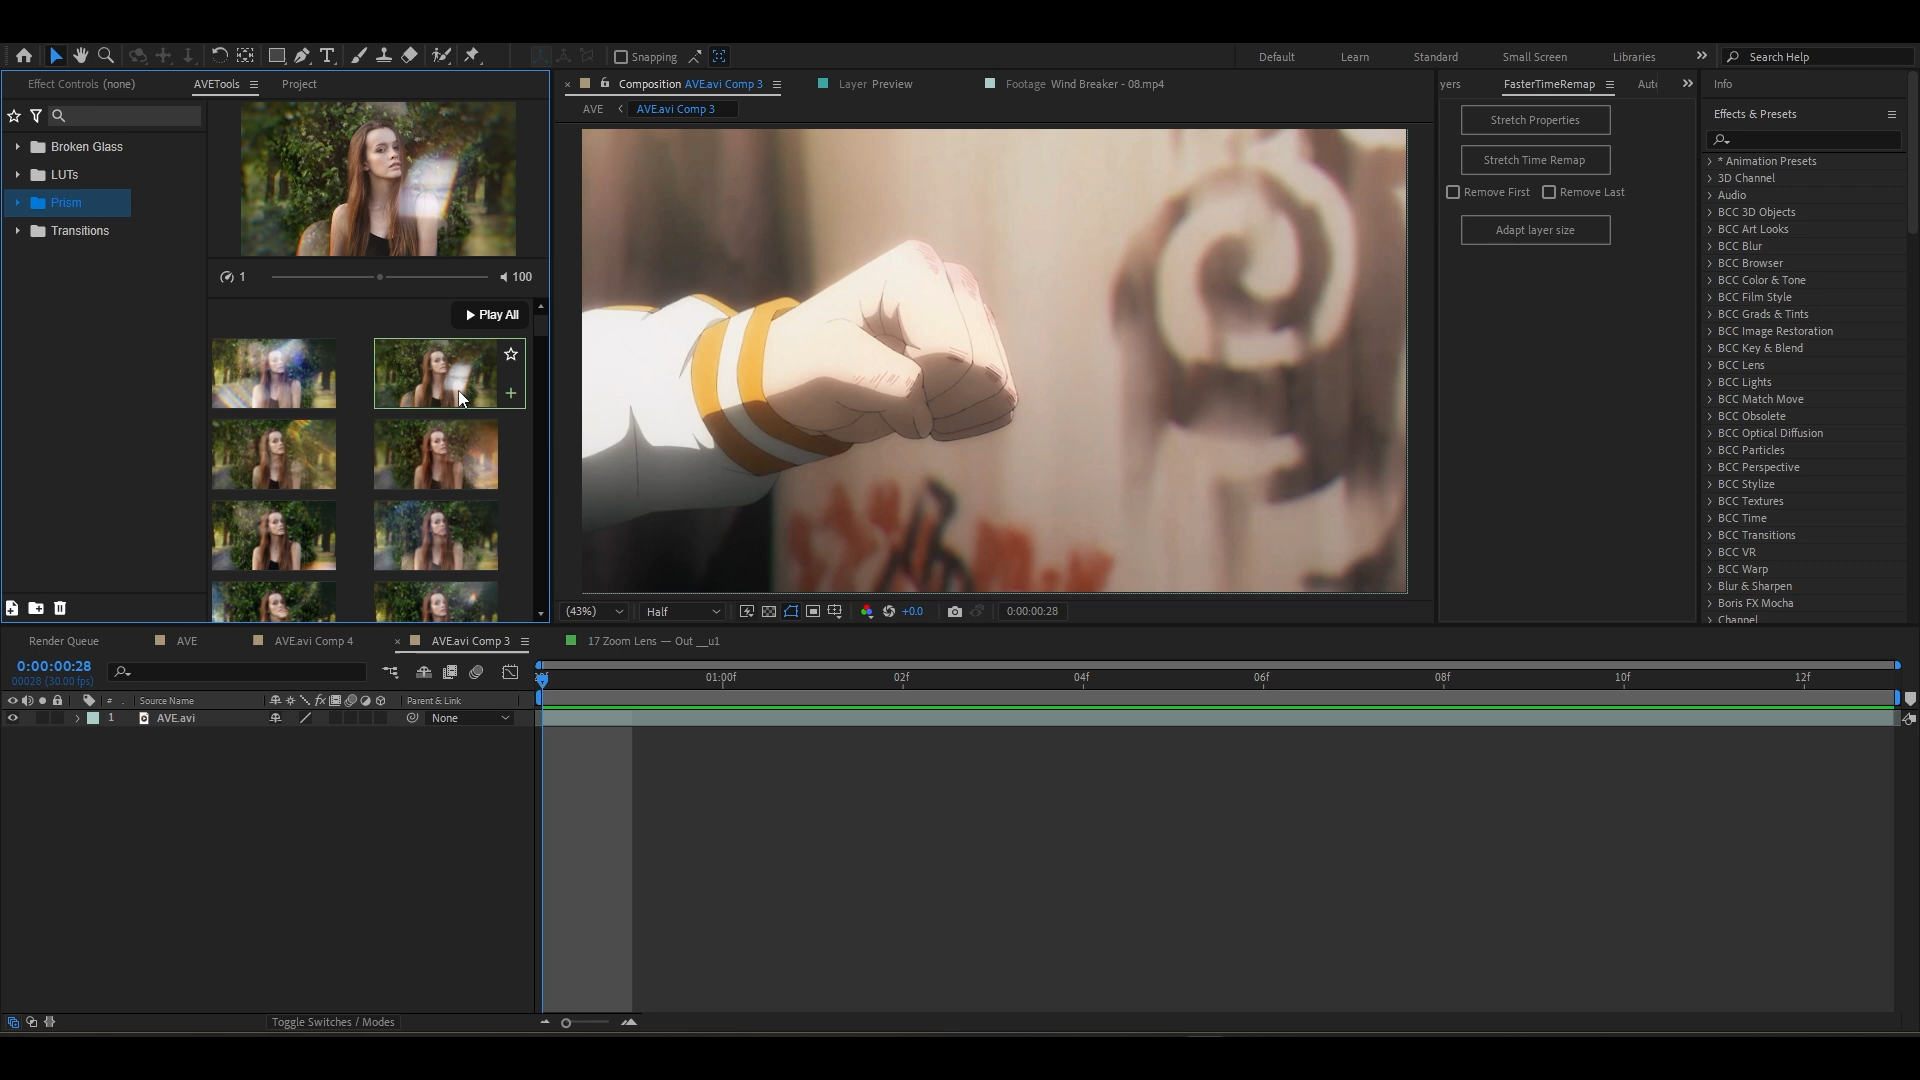 Snapping
Default
Learn
Standard
Small Screen
Libraries
Search Help
Effect Controls (none)
AVETools
Project
Composition AVE.avi Comp 3
Layer Preview
Footage Wind Breaker - 08.mp4
yers
FasterTimeRemap
Info
AVE
AVE.avi Comp 3
Broken Glass
LUTs
Prism
Transitions
1
100
Play All
Stretch Properties
Stretch Time Remap
Remove First
Remove Last
Adapt layer size
Effects & Presets
* Animation Presets
3D Channel
Audio
BCC 3D Objects
BCC Art Looks
BCC Blur
BCC Browser
BCC Color & Tone
BCC Film Style
BCC Grads & Tints
BCC Image Restoration
BCC Key & Blend
BCC Lens
BCC Lights
BCC Match Move
BCC Obsolete
BCC Optical Diffusion
BCC Particles
BCC Perspective
BCC Stylize
BCC Textures
BCC Time
BCC Transitions
BCC VR
BCC Warp
Blur & Sharpen
Boris FX Mocha
Channel
(43%)
Half
+0.0
0:00:00:28
Render Queue
AVE
AVE.avi Comp 4
AVE.avi Comp 3
17 Zoom Lens — Out __u1
0:00:00:28
00028 (30.00 fps)
01:00f
02f
04f
06f
08f
10f
12f
# . Source Name
fx
Parent & Link
1
AVE.avi
None
Toggle Switches / Modes